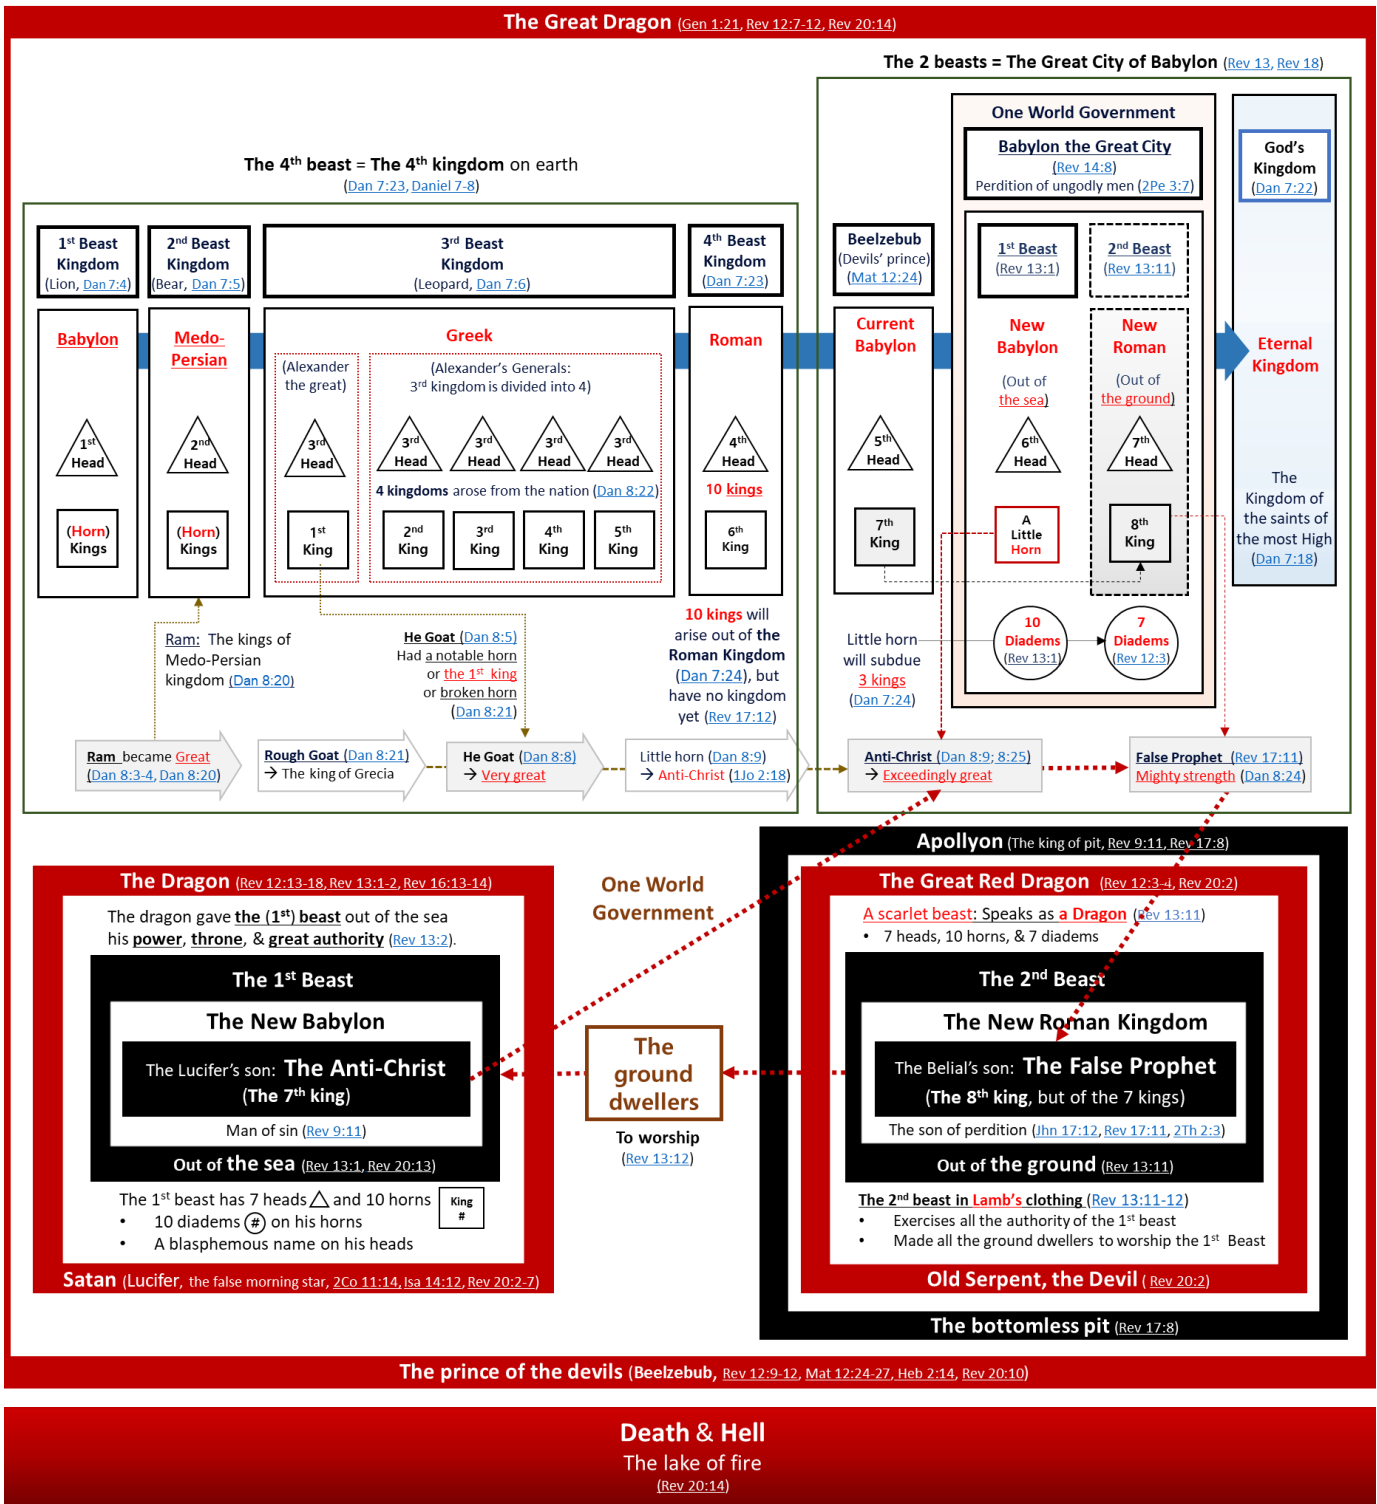 The Great Dragon (Gen 1:21, Rev 12:7-12, Rev 20:14)
The 2 beasts = The Great City of Babylon (Rev 13, Rev 18)
The 4th beast = The 4th kingdom on earth
(Dan 7:23, Daniel 7-8)
1st Beast
Kingdom
(Lion, Dan 7:4)
2nd Beast
Kingdom
(Bear, Dan 7:5)
3rd Beast
Kingdom
(Leopard, Dan 7:6)
4th Beast
Kingdom
(Dan 7:23)
Babylon
1st
Head
(Horn)
Kings
Medo-
Persian
2nd
Head
(Horn)
Kings
Greek
(Alexander
the great)
3rd
Head
1st
King
(Alexander's Generals:
3rd kingdom is divided into 4)
3rd
Head
3rd
Head
3rd
Head
3rd
Head
4 kingdoms arose from the nation (Dan 8:22)
2nd
King
3rd
King
4th
King
5th
King
Roman
4th
Head
10 kings
6th
King
Beelzebub
(Devils' prince)
(Mat 12:24)
Current
Babylon
5th
Head
7th
King
One World Government
Babylon the Great City
(Rev 14:8)
Perdition of ungodly men (2Pe 3:7)
1st Beast
(Rev 13:1)
New
Babylon
(Out of
the sea)
6th
Head
A
Little
Horn
10
Diadems
(Rev 13:1)
2nd Beast
(Rev 13:11)
New
Roman
(Out of
the ground)
7th
Head
8th
King
7
Diadems
(Rev 12:3)
God's
Kingdom
(Dan 7:22)
Eternal
Kingdom
The
Kingdom of
the saints of
the most High
(Dan 7:18)
Ram: The kings of
Medo-Persian
kingdom (Dan 8:20)
He Goat (Dan 8:5)
Had a notable horn
or the 1st king
or broken horn
(Dan 8:21)
10 kings will
arise out of the
Roman Kingdom
(Dan 7:24), but
have no kingdom
yet (Rev 17:12)
Little horn
will subdue
3 kings
(Dan 7:24)
Ram became Great
(Dan 8:3-4, Dan 8:20)
Rough Goat (Dan 8:21)
→ The king of Grecia
He Goat (Dan 8:8)
→ Very great
Little horn (Dan 8:9)
→ Anti-Christ (1Jo 2:18)
Anti-Christ (Dan 8:9; 8:25)
→ Exceedingly great
False Prophet (Rev 17:11)
Mighty strength (Dan 8:24)
The Dragon (Rev 12:13-18, Rev 13:1-2, Rev 16:13-14)
The dragon gave the (1st) beast out of the sea
his power, throne, & great authority (Rev 13:2).
The 1st Beast
The New Babylon
The Lucifer's son: The Anti-Christ
(The 7th king)
Man of sin (Rev 9:11)
Out of the sea (Rev 13:1, Rev 20:13)
The 1st beast has 7 heads and 10 horns
King
#
• 10 diadems # on his horns
• A blasphemous name on his heads
Satan (Lucifer, the false morning star, 2Co 11:14, Isa 14:12, Rev 20:2-7)
One World
Government
The
ground
dwellers
To worship
(Rev 13:12)
Apollyon (The king of pit, Rev 9:11, Rev 17:8)
The Great Red Dragon (Rev 12:3-4, Rev 20:2)
A scarlet beast: Speaks as a Dragon (Rev 13:11)
• 7 heads, 10 horns, & 7 diadems
The 2nd Beast
The New Roman Kingdom
The Belial's son: The False Prophet
(The 8th king, but of the 7 kings)
The son of perdition (Jhn 17:12, Rev 17:11, 2Th 2:3)
Out of the ground (Rev 13:11)
The 2nd beast in Lamb's clothing (Rev 13:11-12)
• Exercises all the authority of the 1st beast
• Made all the ground dwellers to worship the 1st Beast
Old Serpent, the Devil ( Rev 20:2)
The bottomless pit (Rev 17:8)
The prince of the devils (Beelzebub, Rev 12:9-12, Mat 12:24-27, Heb 2:14, Rev 20:10)
Death & Hell
The lake of fire
(Rev 20:14)